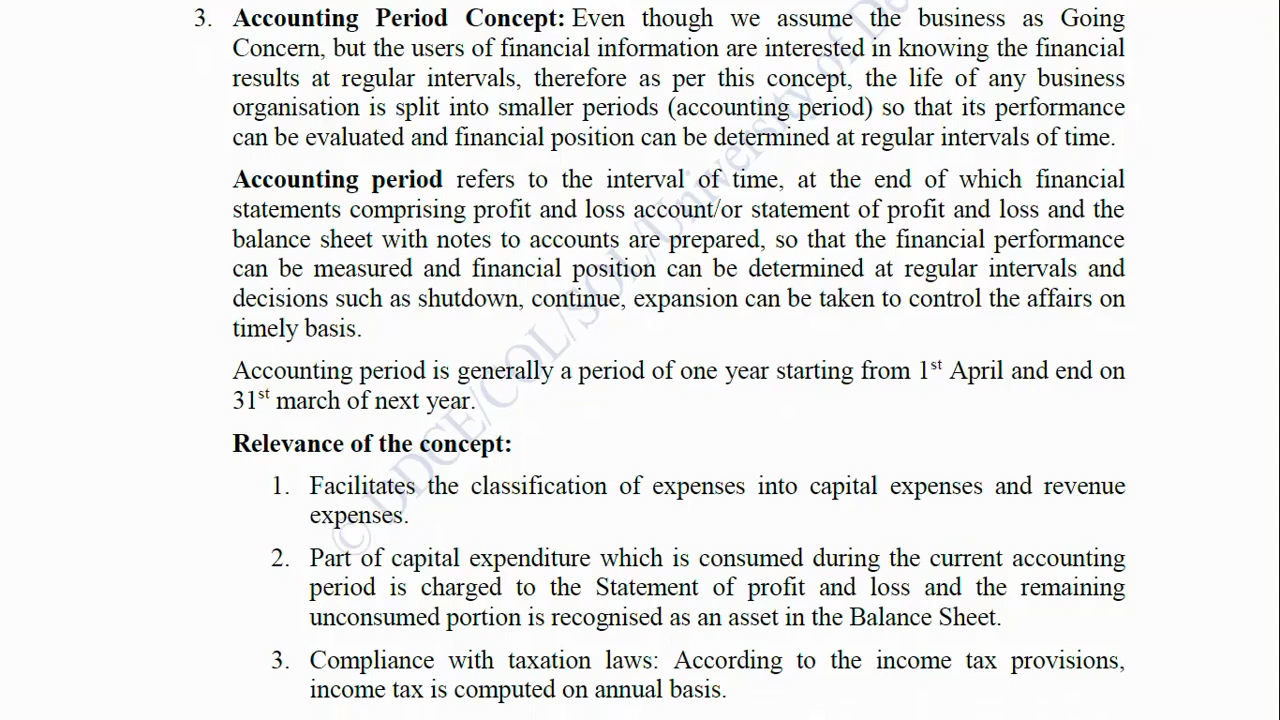 3. Accounting Period Concept: Even though we assume the business as Going
Concern, but the users of financial information are interested in knowing the financial
results at regular intervals, therefore as per this concept, the life of any business
organisation is split into smaller periods (accounting period) so that its performance
can be evaluated and financial position can be determined at regular intervals of time.
Accounting period refers to the interval of time, at the end of which financial
statements comprising profit and loss account/or statement of profit and loss and the
balance sheet with notes to accounts are prepared, so that the financial performance
can be measured and financial position can be determined at regular intervals and
decisions such as shutdown, continue, expansion can be taken to control the affairs on
timely basis.
Accounting period is generally a period of one year starting from 1st April and end on
31st march of next year.
Relevance of the concept:
1. Facilitates the classification of expenses into capital expenses and revenue
expenses.
2. Part of capital expenditure which is consumed during the current accounting
period is charged to the Statement of profit and loss and the remaining
unconsumed portion is recognised as an asset in the Balance Sheet.
3. Compliance with taxation laws: According to the income tax provisions,
income tax is computed on annual basis.
© DDCE/COL/SOL/University of